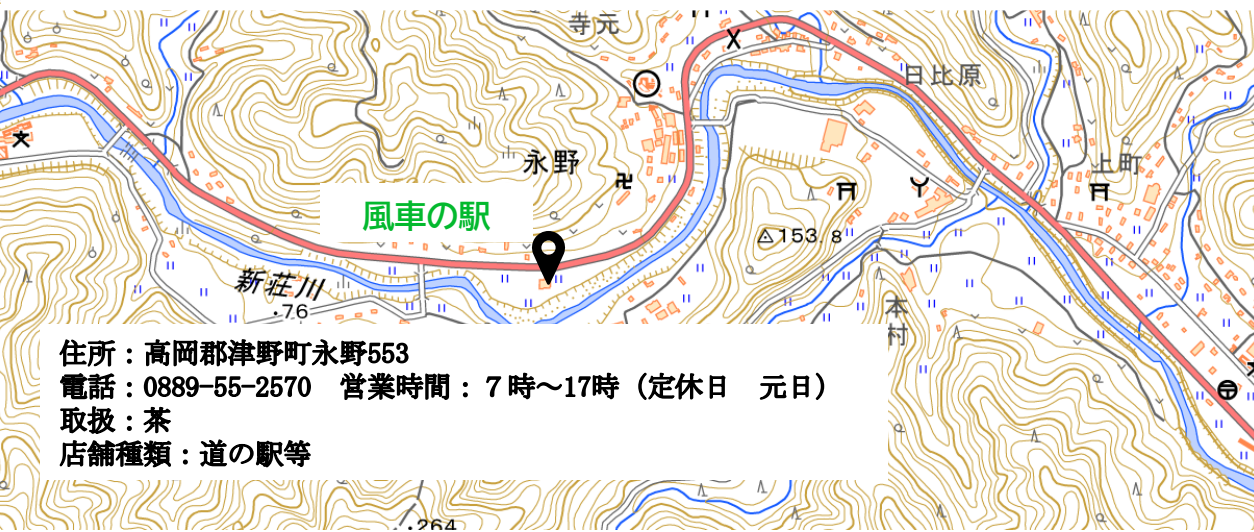 寺元
日比原
永野
上町
風車の駅
153.8
新荘川
・76
本村
住所：高岡郡津野町永野553
電話：0889-55-2570　営業時間：７時～17時（定休日　元日）
取扱：茶
店舗種類：道の駅等
・264